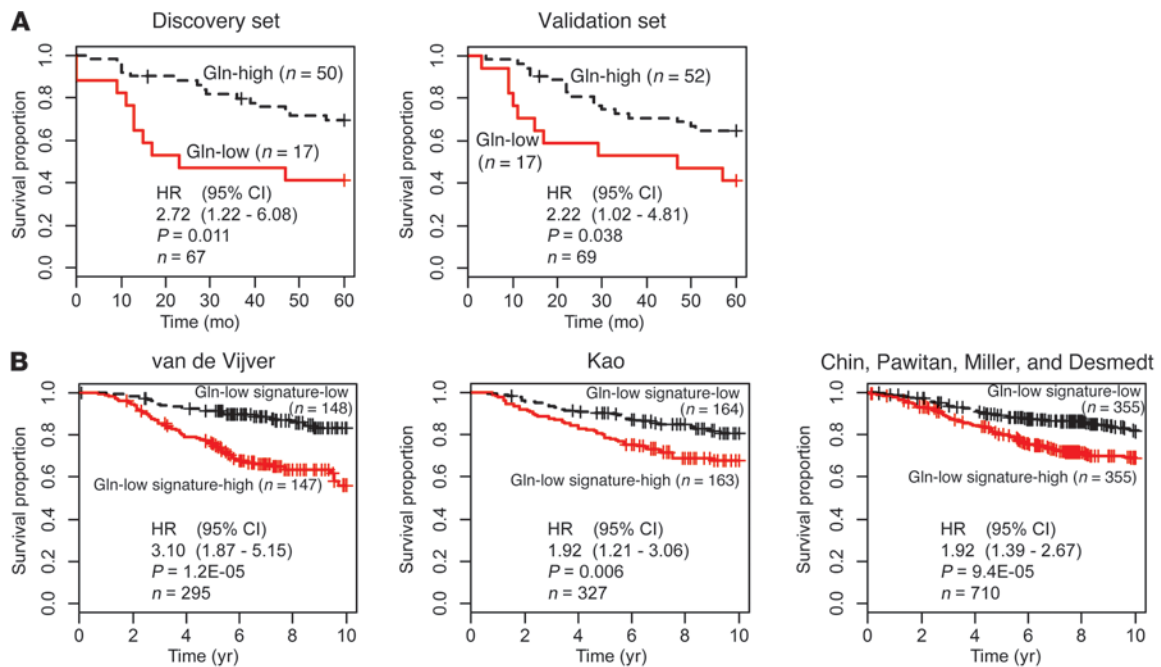 A
Discovery set
Survival proportion
1.0
0.8
0.6
0.4
0.2
0.0
Gln-high (n = 50)
Gln-low (n = 17)
HR (95% CI)
2.72 (1.22 - 6.08)
P = 0.011
n = 67
0 10 20 30 40 50 60
Time (mo)
Validation set
Survival proportion
1.0
0.8
0.6
0.4
0.2
0.0
Gln-high (n = 52)
Gln-low
(n = 17)
HR (95% CI)
2.22 (1.02 - 4.81)
P = 0.038
n = 69
0 10 20 30 40 50 60
Time (mo)
B
van de Vijver
Survival proportion
1.0
0.8
0.6
0.4
0.2
0.0
Gln-low signature-low
(n = 148)
Gln-low signature-high (n = 147)
HR (95% CI)
3.10 (1.87 - 5.15)
P = 1.2E-05
n = 295
0 2 4 6 8 10
Time (yr)
Kao
Survival proportion
1.0
0.8
0.6
0.4
0.2
0.0
Gln-low signature-low
(n = 164)
Gln-low signature-high (n = 163)
HR (95% CI)
1.92 (1.21 - 3.06)
P = 0.006
n = 327
0 2 4 6 8 10
Time (yr)
Chin, Pawitan, Miller, and Desmedt
Survival proportion
1.0
0.8
0.6
0.4
0.2
0.0
Gln-low signature-low
(n = 355)
Gln-low signature-high (n = 355)
HR (95% CI)
1.92 (1.39 - 2.67)
P = 9.4E-05
n = 710
0 2 4 6 8 10
Time (yr)